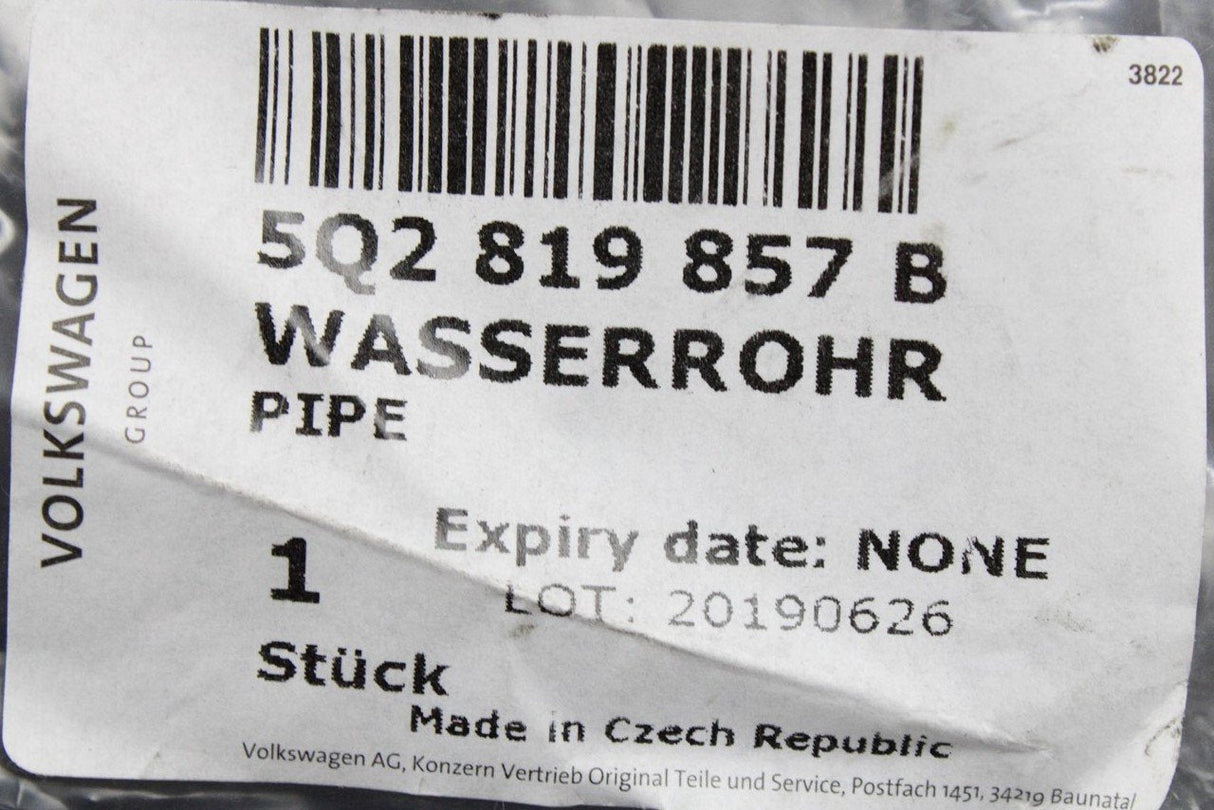 3822
5Q2 819 857 B
WASSERROHR
PIPE
VOLKSWAGEN
GROUP
Expiry date: NONE
1
LOT: 20190626
Stück
Made in Czech Republic
Volkswagen AG, Konzern Vertrieb Original Teile und Service, Postfach 1451, 34219 Baunatal